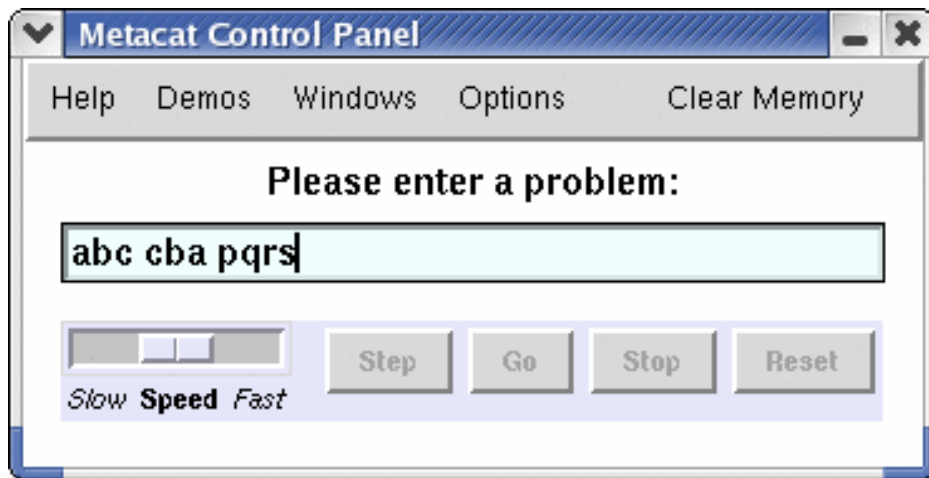 Metacat Control Panel
Help Demos Windows Options Clear Memory
Please enter a problem:
abc cba pqrs
Step Go Stop Reset
Slow Speed Fast